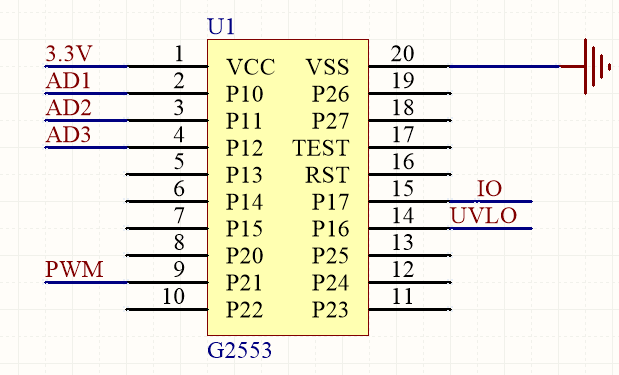 U1
3.3V 1 VCC VSS 20
AD1 2 P10 P26 19
AD2 3 P11 P27 18
AD3 4 P12 TEST 17
5 P13 RST 16
6 P14 P17 15 IO
7 P15 P16 14 UVLO
8 P20 P25 13
PWM 9 P21 P24 12
10 P22 P23 11
G2553